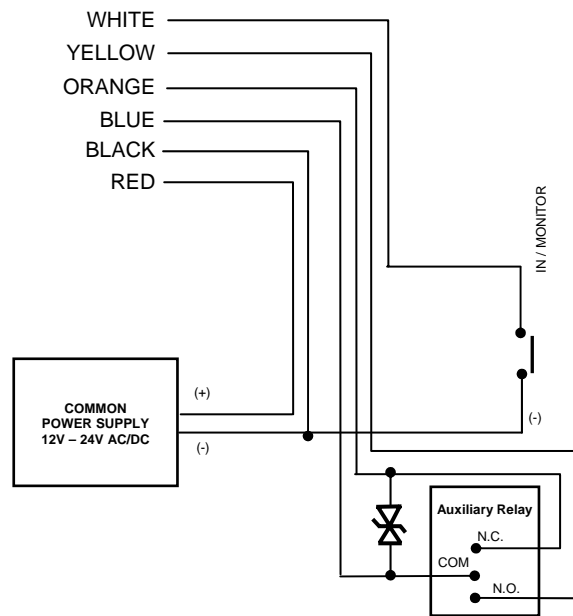 WHITE
YELLOW
ORANGE
BLUE
BLACK
RED
IN / MONITOR
(+)
COMMON
POWER SUPPLY
12V – 24V AC/DC
(-)
(-)
Auxiliary Relay
N.C.
COM
N.O.